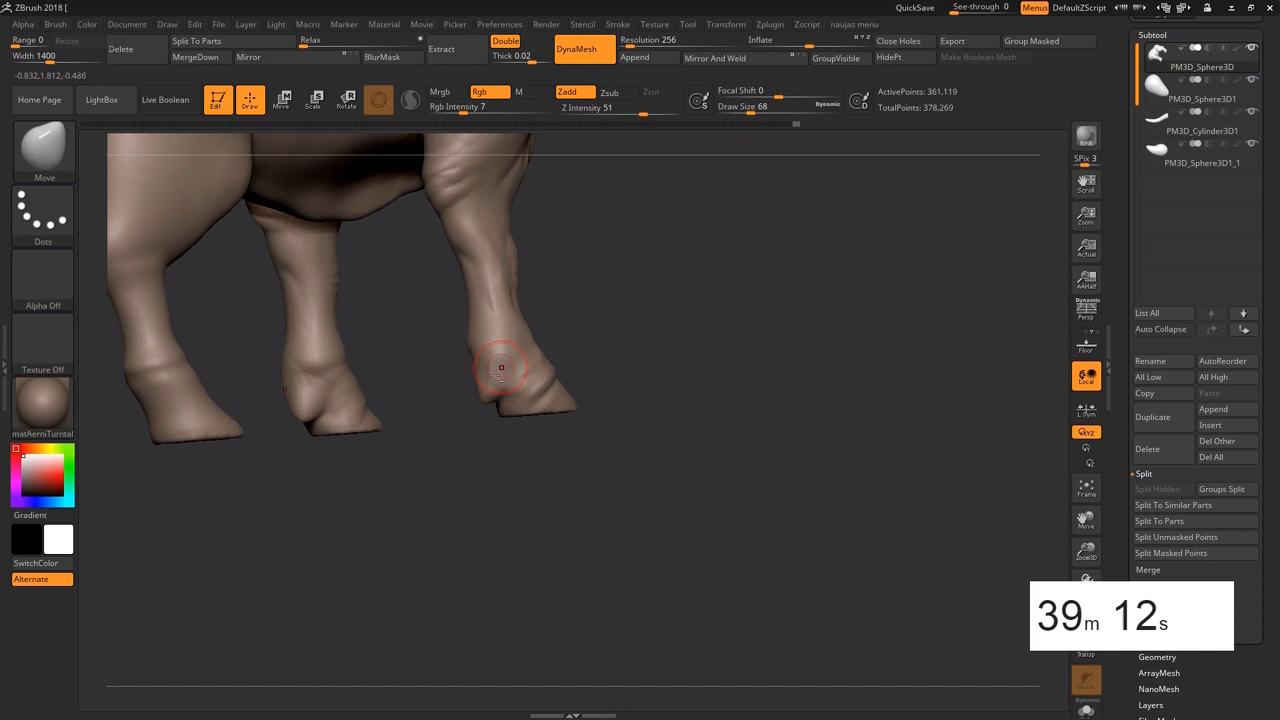 ZBrush 2018 [
QuickSave
See-through 0
Menus
DefaultZScript
Alpha Brush Color Document Draw Edit File Layer Light Macro Marker Material Movie Picker Preferences Render Stencil Stroke Texture Tool Transform Zplugin Zscript naujas menu
Range 0
Resize
Width 1400
Delete
Split To Parts
MergeDown
Mirror
Relax
BlurMask
Extract
Double
Thick 0.02
DynaMesh
Resolution 256
Append
Inflate
Mirror And Weld
GroupVisible
Close Holes
HidePt
Export
Make Boolean Mesh
Group Masked
-0.832,1.812,-0.486
Home Page
LightBox
Live Boolean
Edit
Draw
Move
Scale
Rotate
Mrgb
Rgb
M
Rgb Intensity 7
Zadd
Zsub
Zcut
Z Intensity 51
S
Focal Shift 0
Draw Size 68
Dynamic
D
ActivePoints: 361,119
TotalPoints: 378,269
Move
Dots
Alpha Off
Texture Off
matAerniTurntal
Gradient
SwitchColor
Alternate
BPR
SPix 3
Scroll
Zoom
Actual
AAHalf
Dynamic
Persp
Floor
Local
L.Sym
XYZ
Frame
Move
Zoom3D
Transp
Dynamic
Subtool
PM3D_Sphere3D
PM3D_Sphere3D1
PM3D_Cylinder3D1
PM3D_Sphere3D1_1
List All
Auto Collapse
Rename
AutoReorder
All Low
All High
Copy
Paste
Duplicate
Append
Insert
Delete
Del Other
Del All
Split
Split Hidden
Groups Split
Split To Similar Parts
Split To Parts
Split Unmasked Points
Split Masked Points
Merge
39m 12s
Geometry
ArrayMesh
NanoMesh
Layers